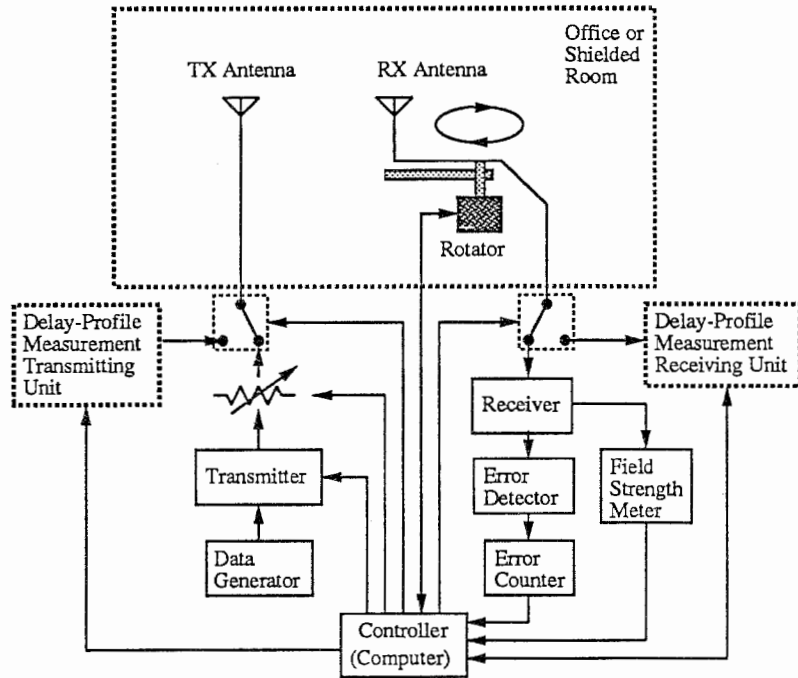 Office or
Shielded
Room
TX Antenna
RX Antenna
Rotator
Delay-Profile
Measurement
Transmitting
Unit
Delay-Profile
Measurement
Receiving Unit
Receiver
Transmitter
Error
Detector
Field
Strength
Meter
Data
Generator
Error
Counter
Controller
(Computer)